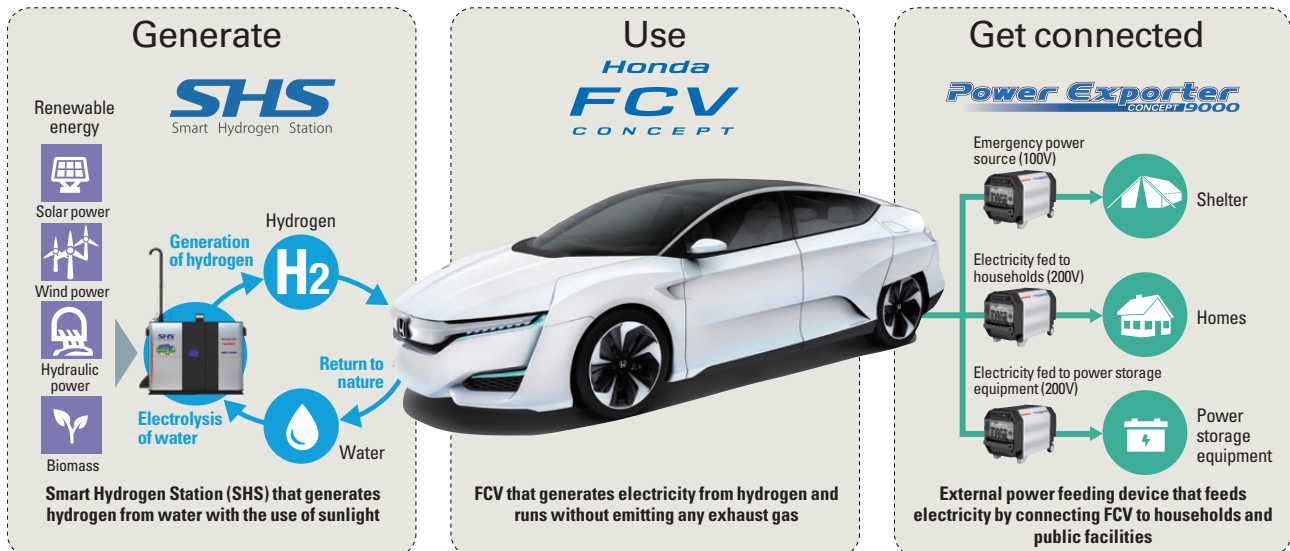 Generate
SHS
Smart Hydrogen Station
Renewable
energy
Solar power
Wind power
Hydraulic
power
Biomass
Generation
of hydrogen
Hydrogen
H2
SHS
Return to
nature
Electrolysis
of water
Water
Smart Hydrogen Station (SHS) that generates
hydrogen from water with the use of sunlight
Use
Honda
FCV
CONCEPT
FCV that generates electricity from hydrogen and
runs without emitting any exhaust gas
Get connected
Power Exporter
CONCEPT 9000
Emergency power
source (100V)
Shelter
Electricity fed to
households (200V)
Homes
Electricity fed to power storage
equipment (200V)
Power
storage
equipment
External power feeding device that feeds
electricity by connecting FCV to households and
public facilities